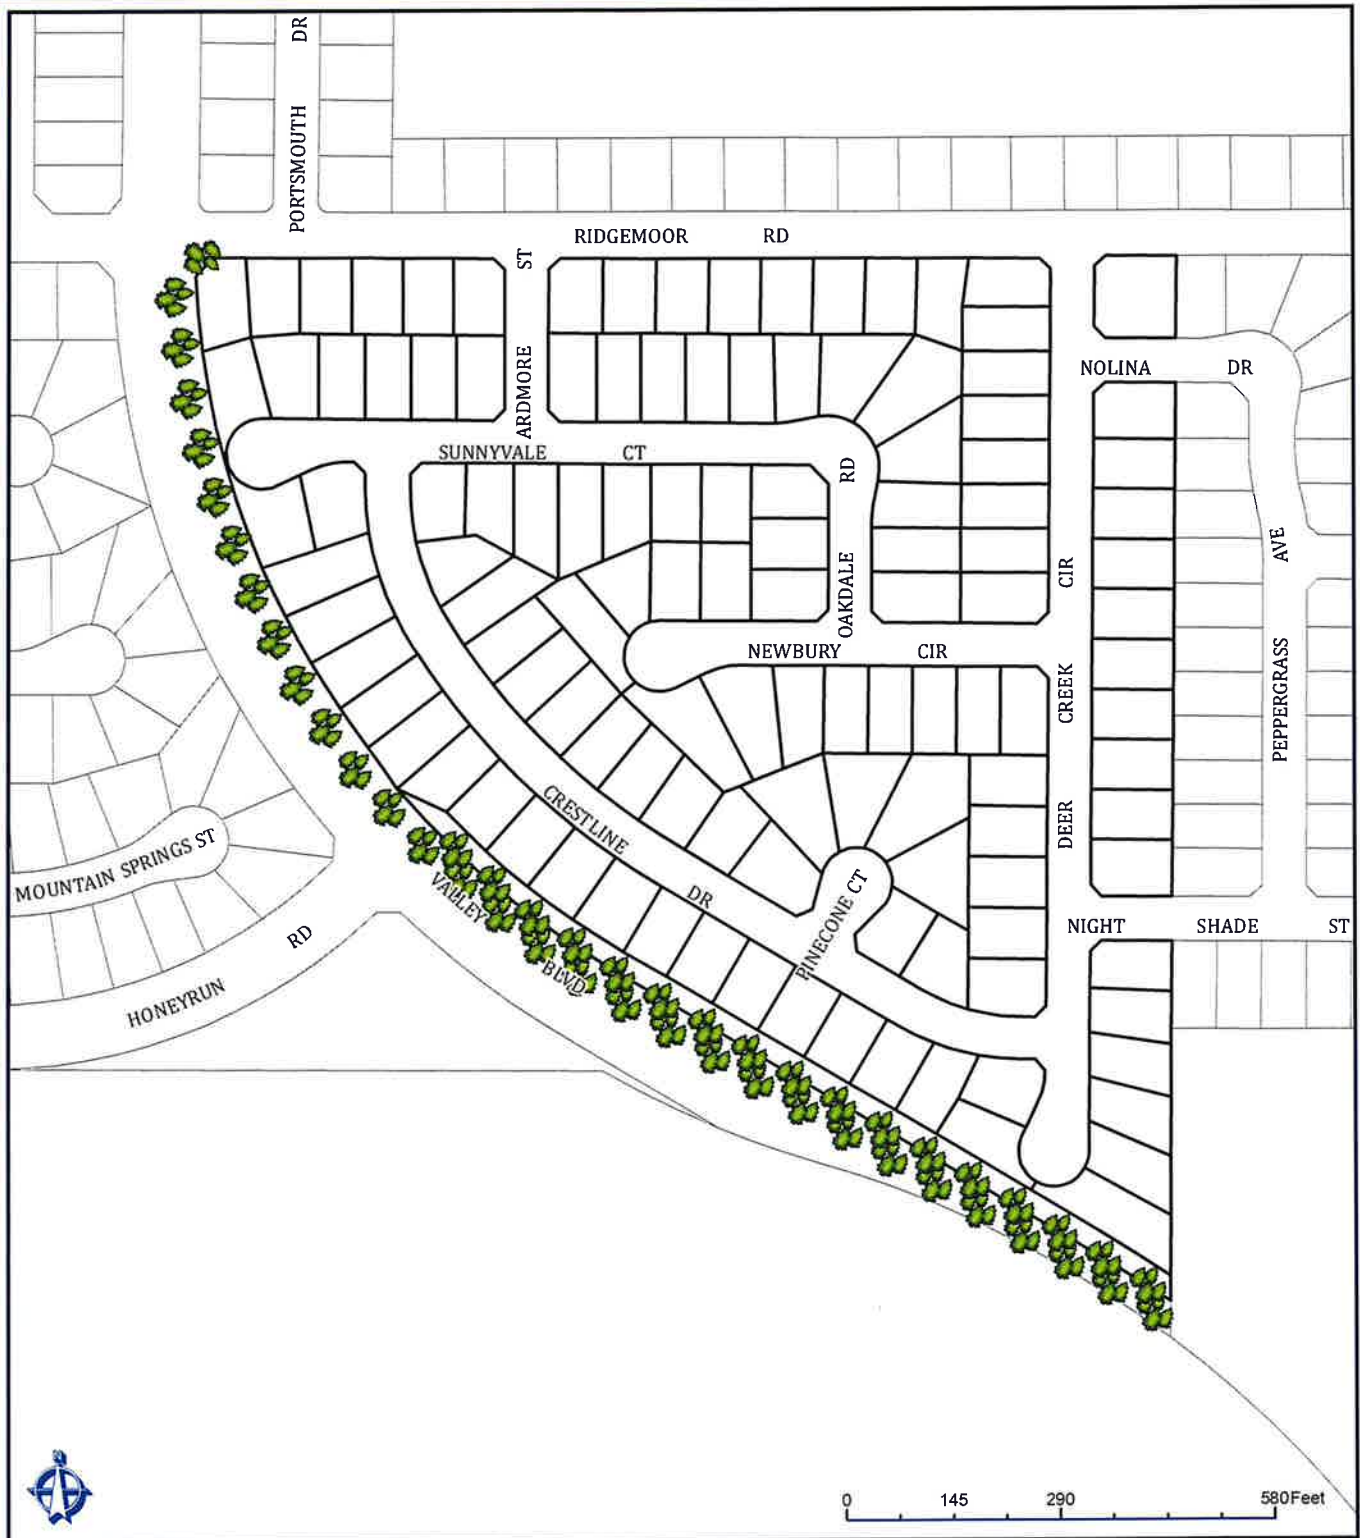 PORTSMOUTH DR
RIDGEMOOR RD
ARDMORE ST
NOLINA DR
SUNNYVALE CT
OAKDALE RD
NEWBURY CIR
DEER CREEK CIR
PEPPERGRASS AVE
CRESTLINE DR
PINECONE CT
MOUNTAIN SPRINGS ST
VALLEY BLVD
NIGHT SHADE ST
HONEYRUN RD
0 145 290 580Feet